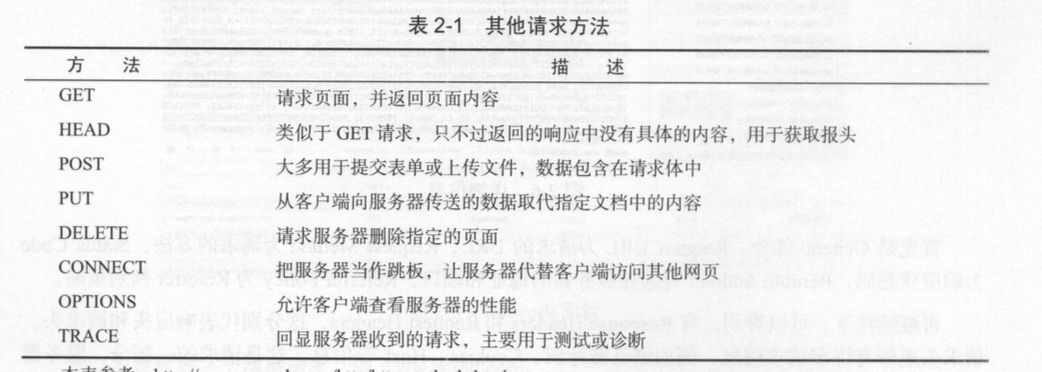 表 2-1 其他请求方法
方 法 描 述
GET 请求页面，并返回页面内容
HEAD 类似于 GET 请求，只不过返回的响应中没有具体的内容，用于获取报头
POST 大多用于提交表单或上传文件，数据包含在请求体中
PUT 从客户端向服务器传送的数据取代指定文档中的内容
DELETE 请求服务器删除指定的页面
CONNECT 把服务器当作跳板，让服务器代替客户端访问其他网页
OPTIONS 允许客户端查看服务器的性能
TRACE 回显服务器收到的请求，主要用于测试或诊断